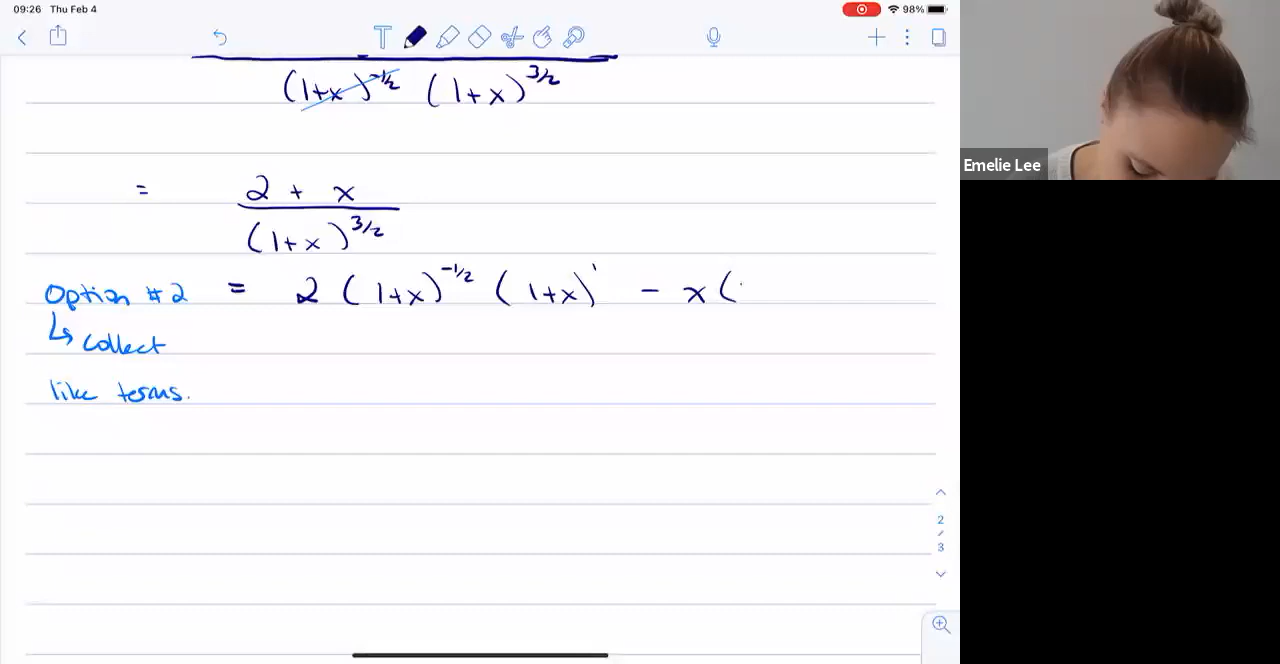 09:26 Thu Feb 4 98%
(1+x)^-1/2 (1+x)^3/2
Emelie Lee
= 2 + x
(1+x)^3/2
Option #2 = 2 (1+x)^-1/2 (1+x)^1 - x (
↳ collect
like terms.
2
/
3